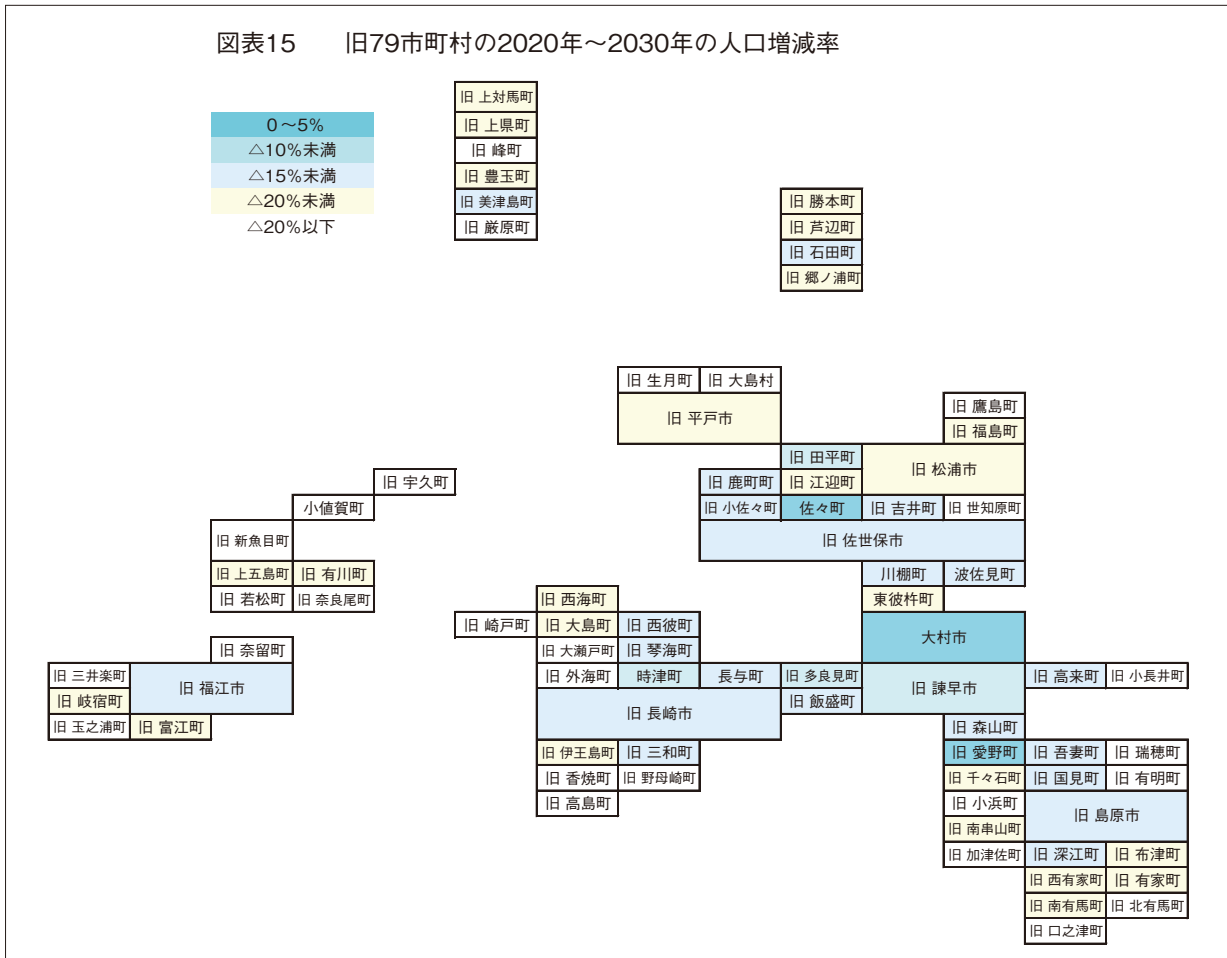 図表15　旧79市町村の2020年～2030年の人口増減率
0～5%
△10%未満
△15%未満
△20%未満
△20%以下
旧 上対馬町
旧 上県町
旧 峰町
旧 豊玉町
旧 美津島町
旧 厳原町
旧 勝本町
旧 芦辺町
旧 石田町
旧 郷ノ浦町
旧 生月町 旧 大島村
旧 平戸市
旧 鷹島町
旧 福島町
旧 田平町 旧 松浦市
旧 鹿町町 旧 江迎町
旧 小佐々町 佐々町 旧 吉井町 旧 世知原町
旧 佐世保市
旧 宇久町
小値賀町
旧 新魚目町
旧 上五島町 旧 有川町
旧 若松町 旧 奈良尾町
旧 奈留町
旧 三井楽町 旧 福江市
旧 岐宿町
旧 玉之浦町 旧 富江町
川棚町 波佐見町
東彼杵町
大村市
旧 西海町
旧 崎戸町 旧 大島町 旧 西彼町
旧 大瀬戸町 旧 琴海町
旧 外海町 時津町 長与町 旧 多良見町 旧 諫早市 旧 高来町 旧 小長井町
旧 長崎市 旧 飯盛町
旧 伊王島町 旧 三和町
旧 香焼町 旧 野母崎町
旧 高島町
旧 森山町
旧 愛野町 旧 吾妻町 旧 瑞穂町
旧 千々石町 旧 国見町 旧 有明町
旧 小浜町 旧 島原市
旧 南串山町
旧 加津佐町 旧 深江町 旧 布津町
旧 西有家町 旧 有家町
旧 南有馬町 旧 北有馬町
旧 口之津町